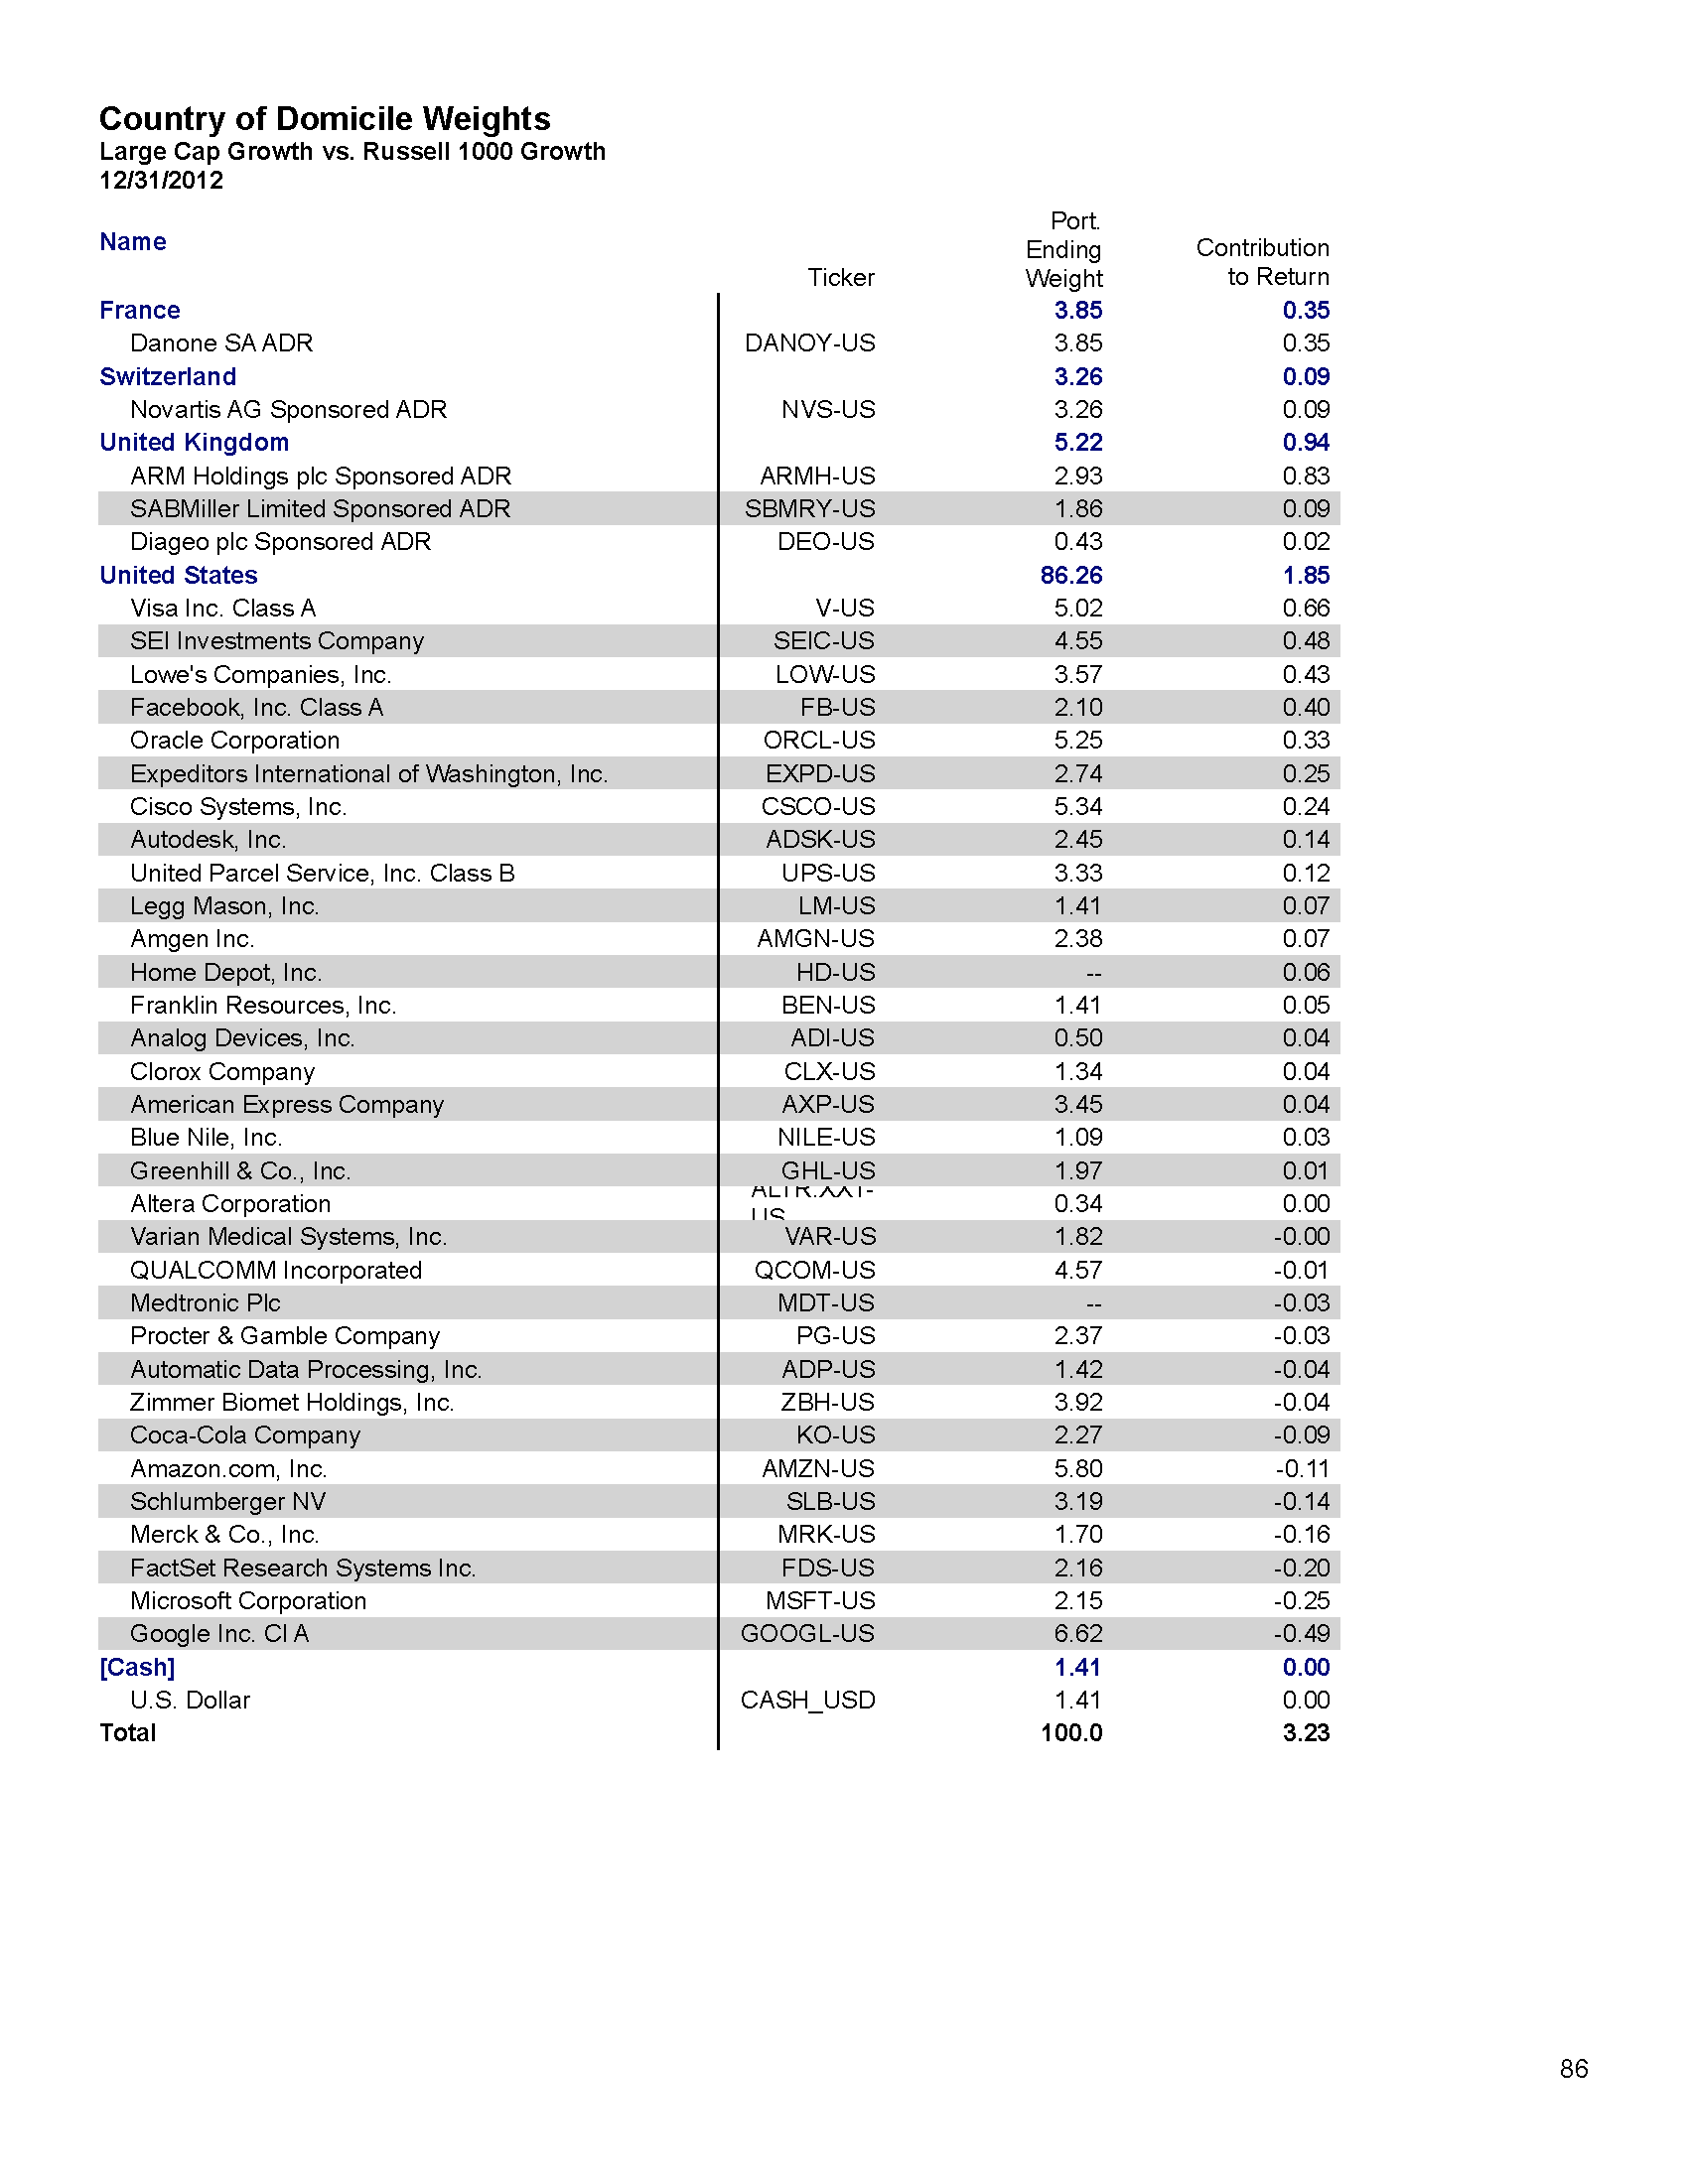 Country of Domicile Weights
Large Cap Growth vs. Russell 1000 Growth
12/31/2012
Name Ticker Port. Ending Weight Contribution to Return
France 3.85 0.35
Danone SA ADR DANOY-US 3.85 0.35
Switzerland 3.26 0.09
Novartis AG Sponsored ADR NVS-US 3.26 0.09
United Kingdom 5.22 0.94
ARM Holdings plc Sponsored ADR ARMH-US 2.93 0.83
SABMiller Limited Sponsored ADR SBMRY-US 1.86 0.09
Diageo plc Sponsored ADR DEO-US 0.43 0.02
United States 86.26 1.85
Visa Inc. Class A V-US 5.02 0.66
SEI Investments Company SEIC-US 4.55 0.48
Lowe's Companies, Inc. LOW-US 3.57 0.43
Facebook, Inc. Class A FB-US 2.10 0.40
Oracle Corporation ORCL-US 5.25 0.33
Expeditors International of Washington, Inc. EXPD-US 2.74 0.25
Cisco Systems, Inc. CSCO-US 5.34 0.24
Autodesk, Inc. ADSK-US 2.45 0.14
United Parcel Service, Inc. Class B UPS-US 3.33 0.12
Legg Mason, Inc. LM-US 1.41 0.07
Amgen Inc. AMGN-US 2.38 0.07
Home Depot, Inc. HD-US -- 0.06
Franklin Resources, Inc. BEN-US 1.41 0.05
Analog Devices, Inc. ADI-US 0.50 0.04
Clorox Company CLX-US 1.34 0.04
American Express Company AXP-US 3.45 0.04
Blue Nile, Inc. NILE-US 1.09 0.03
Greenhill & Co., Inc. GHL-US 1.97 0.01
Altera Corporation ALTR.XX1-US 0.34 0.00
Varian Medical Systems, Inc. VAR-US 1.82 -0.00
QUALCOMM Incorporated QCOM-US 4.57 -0.01
Medtronic Plc MDT-US -- -0.03
Procter & Gamble Company PG-US 2.37 -0.03
Automatic Data Processing, Inc. ADP-US 1.42 -0.04
Zimmer Biomet Holdings, Inc. ZBH-US 3.92 -0.04
Coca-Cola Company KO-US 2.27 -0.09
Amazon.com, Inc. AMZN-US 5.80 -0.11
Schlumberger NV SLB-US 3.19 -0.14
Merck & Co., Inc. MRK-US 1.70 -0.16
FactSet Research Systems Inc. FDS-US 2.16 -0.20
Microsoft Corporation MSFT-US 2.15 -0.25
Google Inc. Cl A GOOGL-US 6.62 -0.49
[Cash] 1.41 0.00
U.S. Dollar CASH_USD 1.41 0.00
Total 100.0 3.23
86